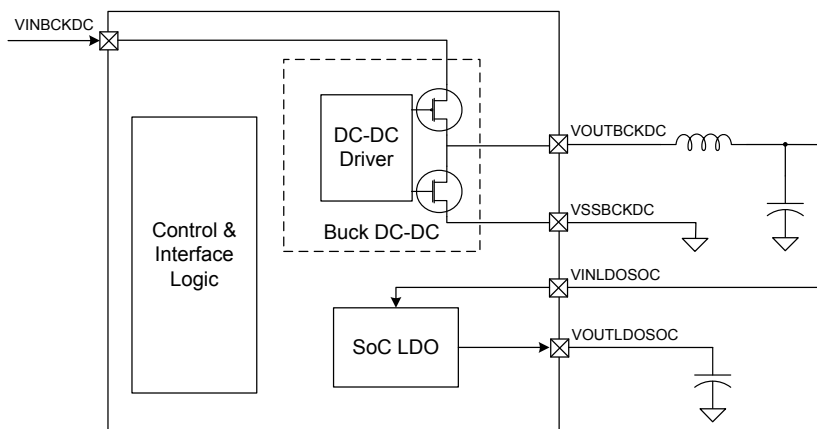 VINBCKDC
DC-DC
Driver
VOUTBCKDC
VSSBCKDC
Buck DC-DC
Control &
Interface
Logic
VINLDOSOC
SoC LDO
VOUTLDOSOC